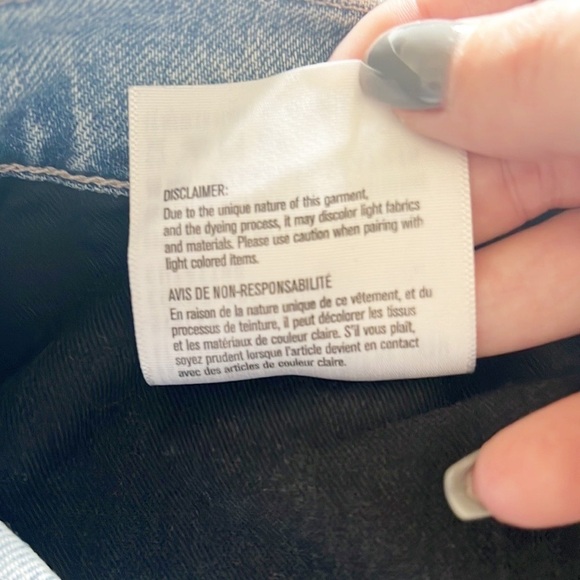 DISCLAIMER:
Due to the unique nature of this garment,
and the dyeing process, it may discolor light fabrics
and materials. Please use caution when pairing with
light colored items.
AVIS DE NON-RESPONSABILITÉ
En raison de la nature unique de ce vêtement, et du
processus de teinture, il peut décolorer les tissus
et les matériaux de couleur claire. S'il vous plaît,
soyez prudent lorsque l'article devient en contact
avec des articles de couleur claire.